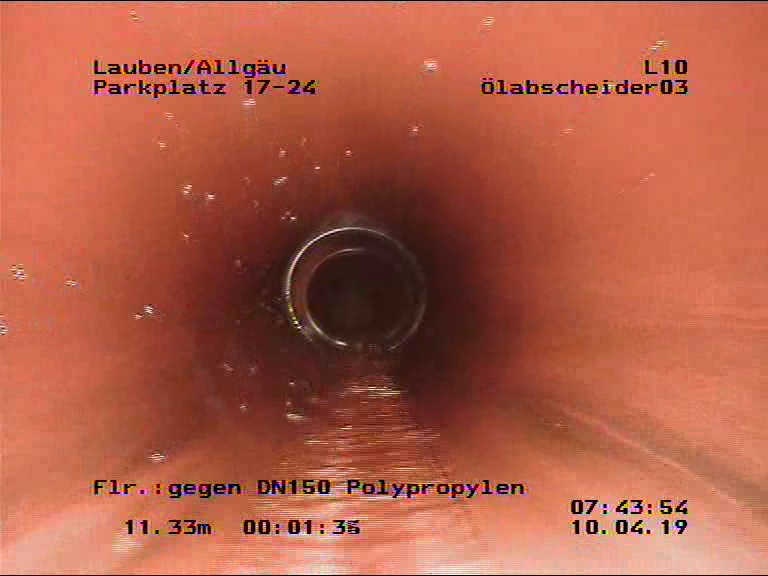 Lauben/Allgäu
L10
Parkplatz 17-24
Ölabscheider03
Flr.:gegen DN150 Polypropylen
07:43:54
11.33m 00:01:36
10.04.19